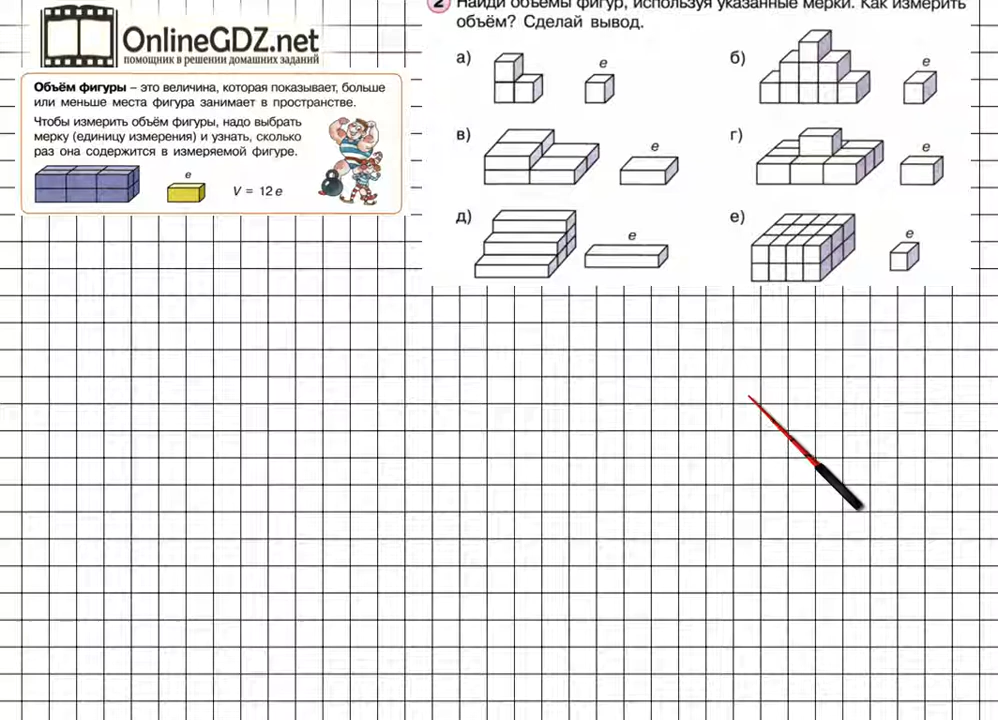 OnlineGDZ.net
помощник в решении домашних заданий
Объём фигуры – это величина, которая показывает, больше
или меньше места фигура занимает в пространстве.
Чтобы измерить объём фигуры, надо выбрать
мерку (единицу измерения) и узнать, сколько
раз она содержится в измеряемой фигуре.
е
V = 12 е
2 Найди объёмы фигур, используя указанные мерки. Как измерить
объём? Сделай вывод.
а)
е
б)
е
в)
е
г)
е
д)
е
е)
е